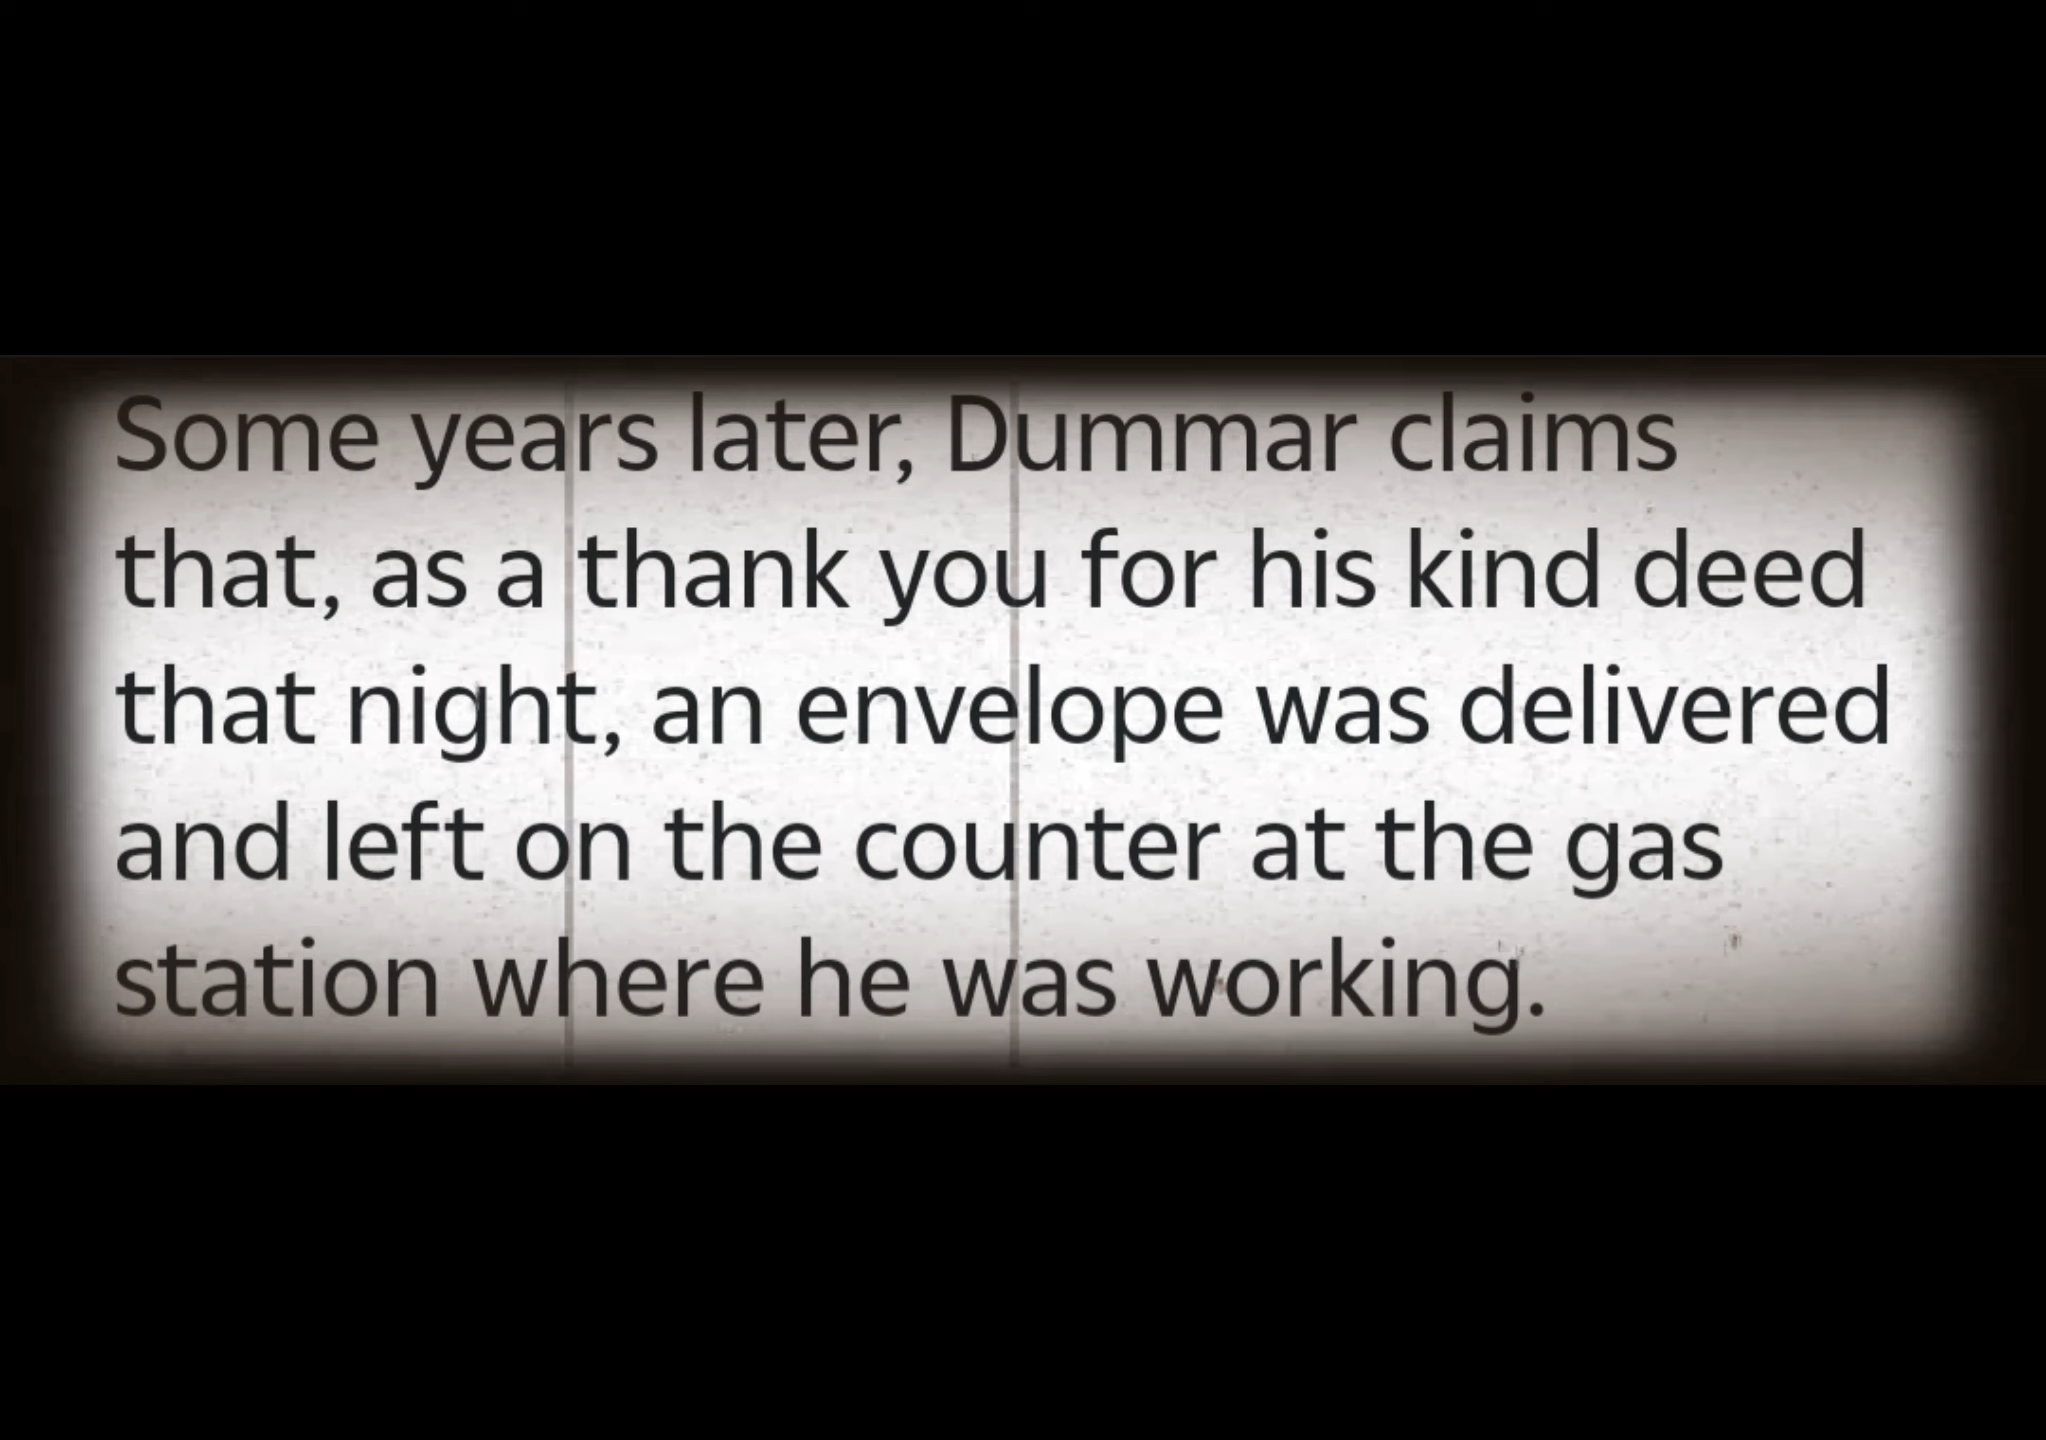 Some years later, Dummar claims
that, as a thank you for his kind deed
that night, an envelope was delivered
and left on the counter at the gas
station where he was working.